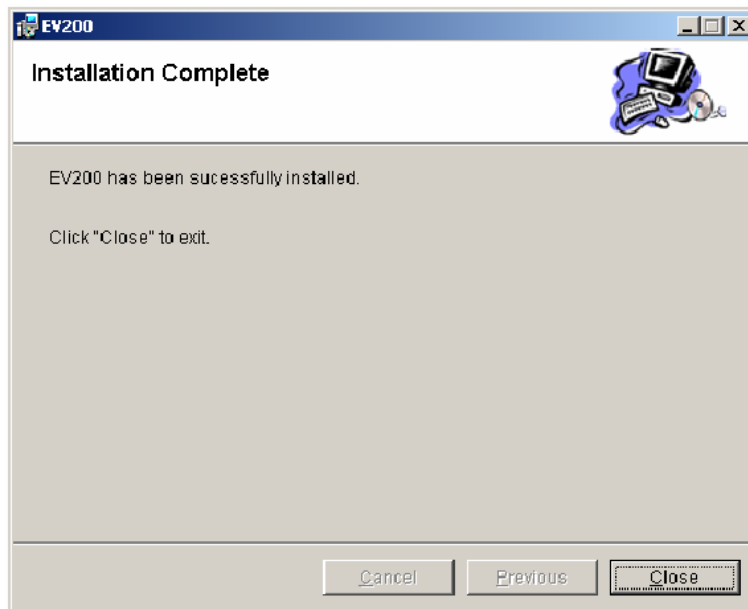 EV200
Installation Complete
EV200 has been sucessfully installed.
Click "Close" to exit.
Cancel Previous Close